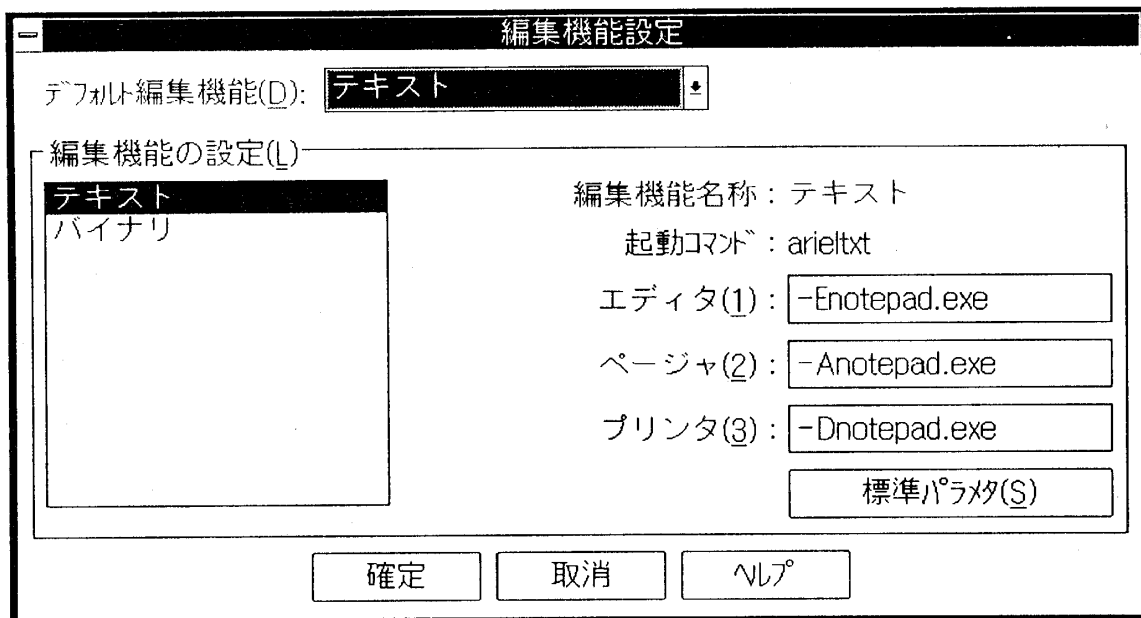 編集機能設定
デフォルト編集機能(D): テキスト
編集機能の設定(L)
テキスト
バイナリ
編集機能名称：テキスト
起動コマンド：arieltxt
エディタ(1)：-Enotepad.exe
ページャ(2)：-Anotepad.exe
プリンタ(3)：-Dnotepad.exe
標準パラメタ(S)
確定 取消 ヘルプ